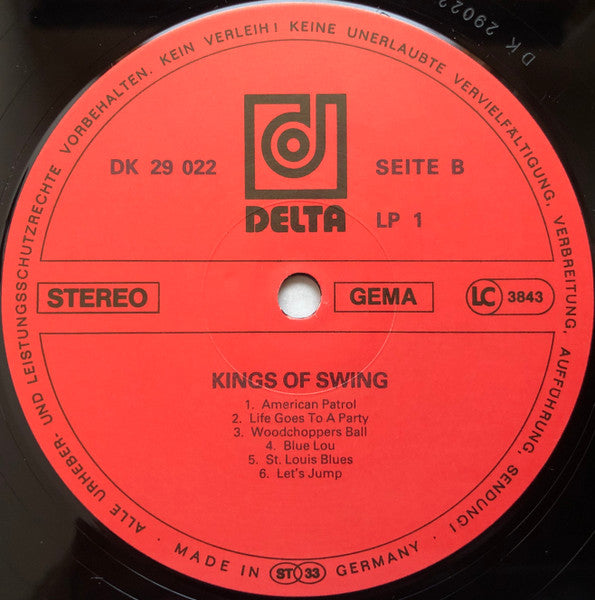 ALLE URHEBER- UND LEISTUNGSSCHUTZRECHTE VORBEHALTEN. KEIN VERLEIH! KEINE UNERLAUBTE VERVIELFÄLTIGUNG, VERBREITUNG, AUFFÜHRUNG, SENDUNG!
DK 29 022
SEITE B
DELTA
LP 1
STEREO
GEMA
LC 3843
KINGS OF SWING
1. American Patrol
2. Life Goes To A Party
3. Woodchoppers Ball
4. Blue Lou
5. St. Louis Blues
6. Let's Jump
MADE IN ST 33 GERMANY